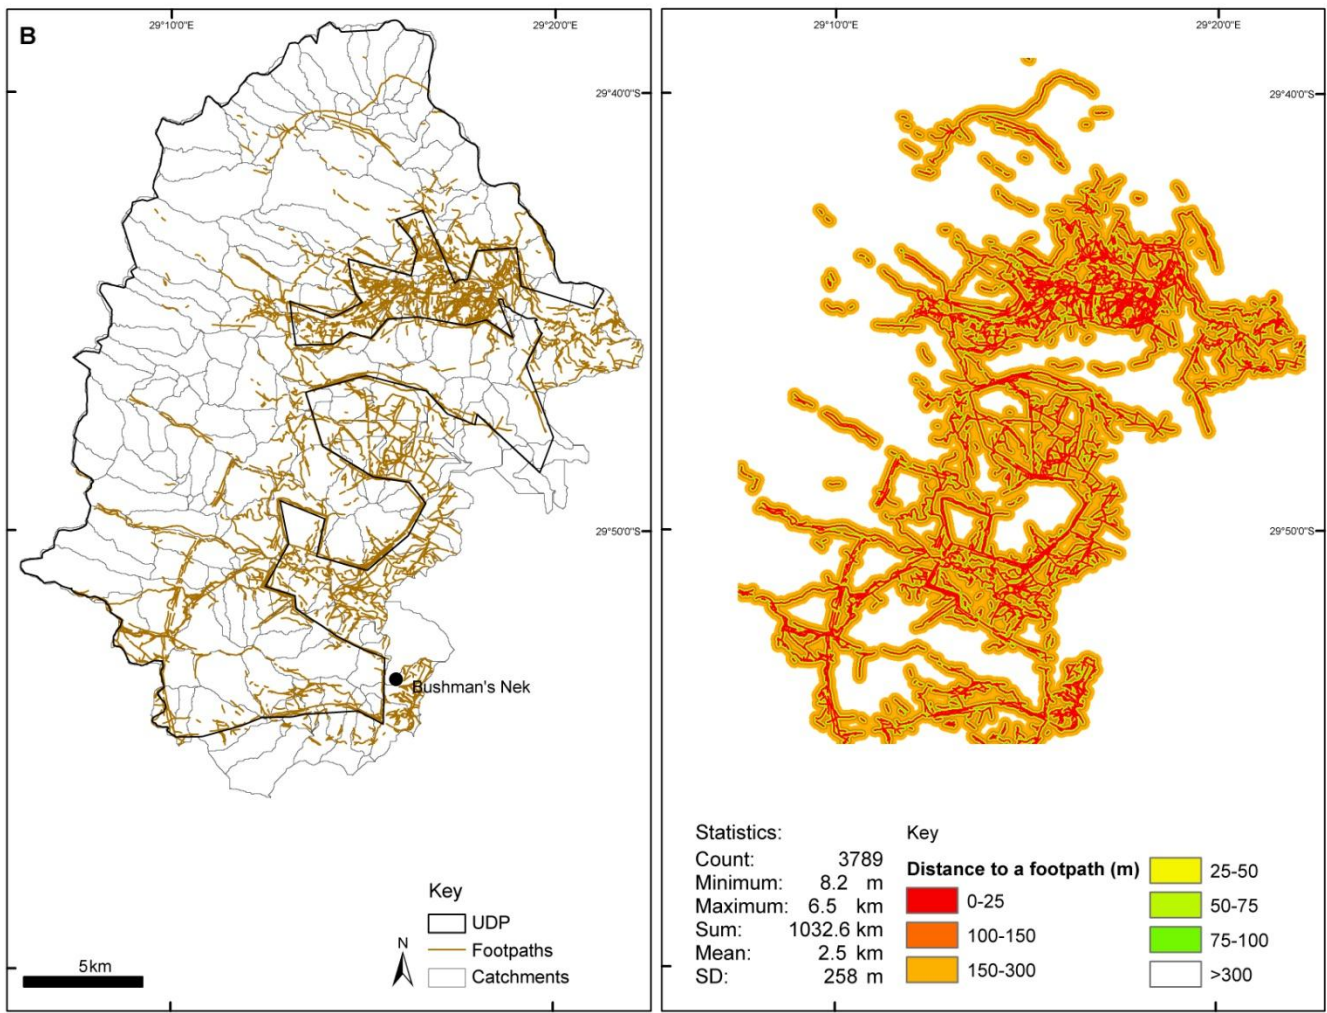 B
29°10'0"E
29°20'0"E
29°40'0"S
29°50'0"S
Bushman's Nek
Key
UDP
Footpaths
Catchments
N
5km
29°10'0"E
29°20'0"E
29°40'0"S
29°50'0"S
Statistics:
Count: 3789
Minimum: 8.2 m
Maximum: 6.5 km
Sum: 1032.6 km
Mean: 2.5 km
SD: 258 m
Key
Distance to a footpath (m)
0-25
100-150
150-300
25-50
50-75
75-100
>300